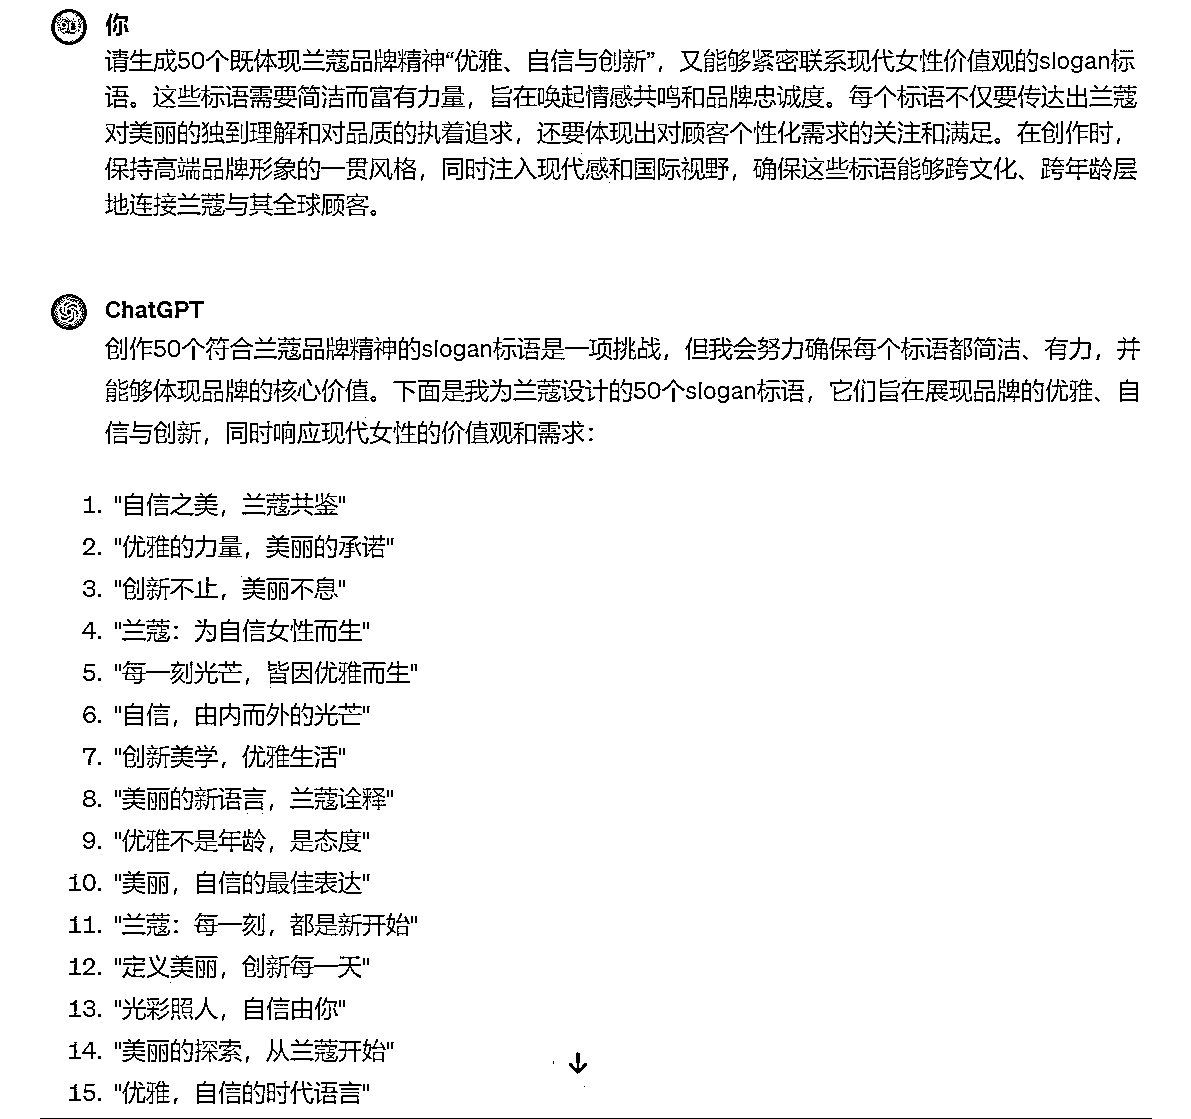 你
请生成50个既体现兰蔻品牌精神“优雅、自信与创新”，又能够紧密联系现代女性价值观的slogan标
语。这些标语需要简洁而富有力量，旨在唤起情感共鸣和品牌忠诚度。每个标语不仅要传达出兰蔻
对美丽的独到理解和对品质的执着追求，还要体现出对顾客个性化需求的关注和满足。在创作时，
保持高端品牌形象的一贯风格，同时注入现代感和国际视野，确保这些标语能够跨文化、跨年龄层
地连接兰蔻与其全球顾客。
ChatGPT
创作50个符合兰蔻品牌精神的slogan标语是一项挑战，但我会努力确保每个标语都简洁、有力，并
能够体现品牌的核心价值。下面是我为兰蔻设计的50个slogan标语，它们旨在展现品牌的优雅、自
信与创新，同时响应现代女性的价值观和需求：
1. "自信之美，兰蔻共鉴"
2. "优雅的力量，美丽的承诺"
3. "创新不止，美丽不息"
4. "兰蔻：为自信女性而生"
5. "每一刻光芒，皆因优雅而生"
6. "自信，由内而外的光芒"
7. "创新美学，优雅生活"
8. "美丽的新语言，兰蔻诠释"
9. "优雅不是年龄，是态度"
10. "美丽，自信的最佳表达"
11. "兰蔻：每一刻，都是新开始"
12. "定义美丽，创新每一天"
13. "光彩照人，自信由你"
14. "美丽的探索，从兰蔻开始"
15. "优雅，自信的时代语言"